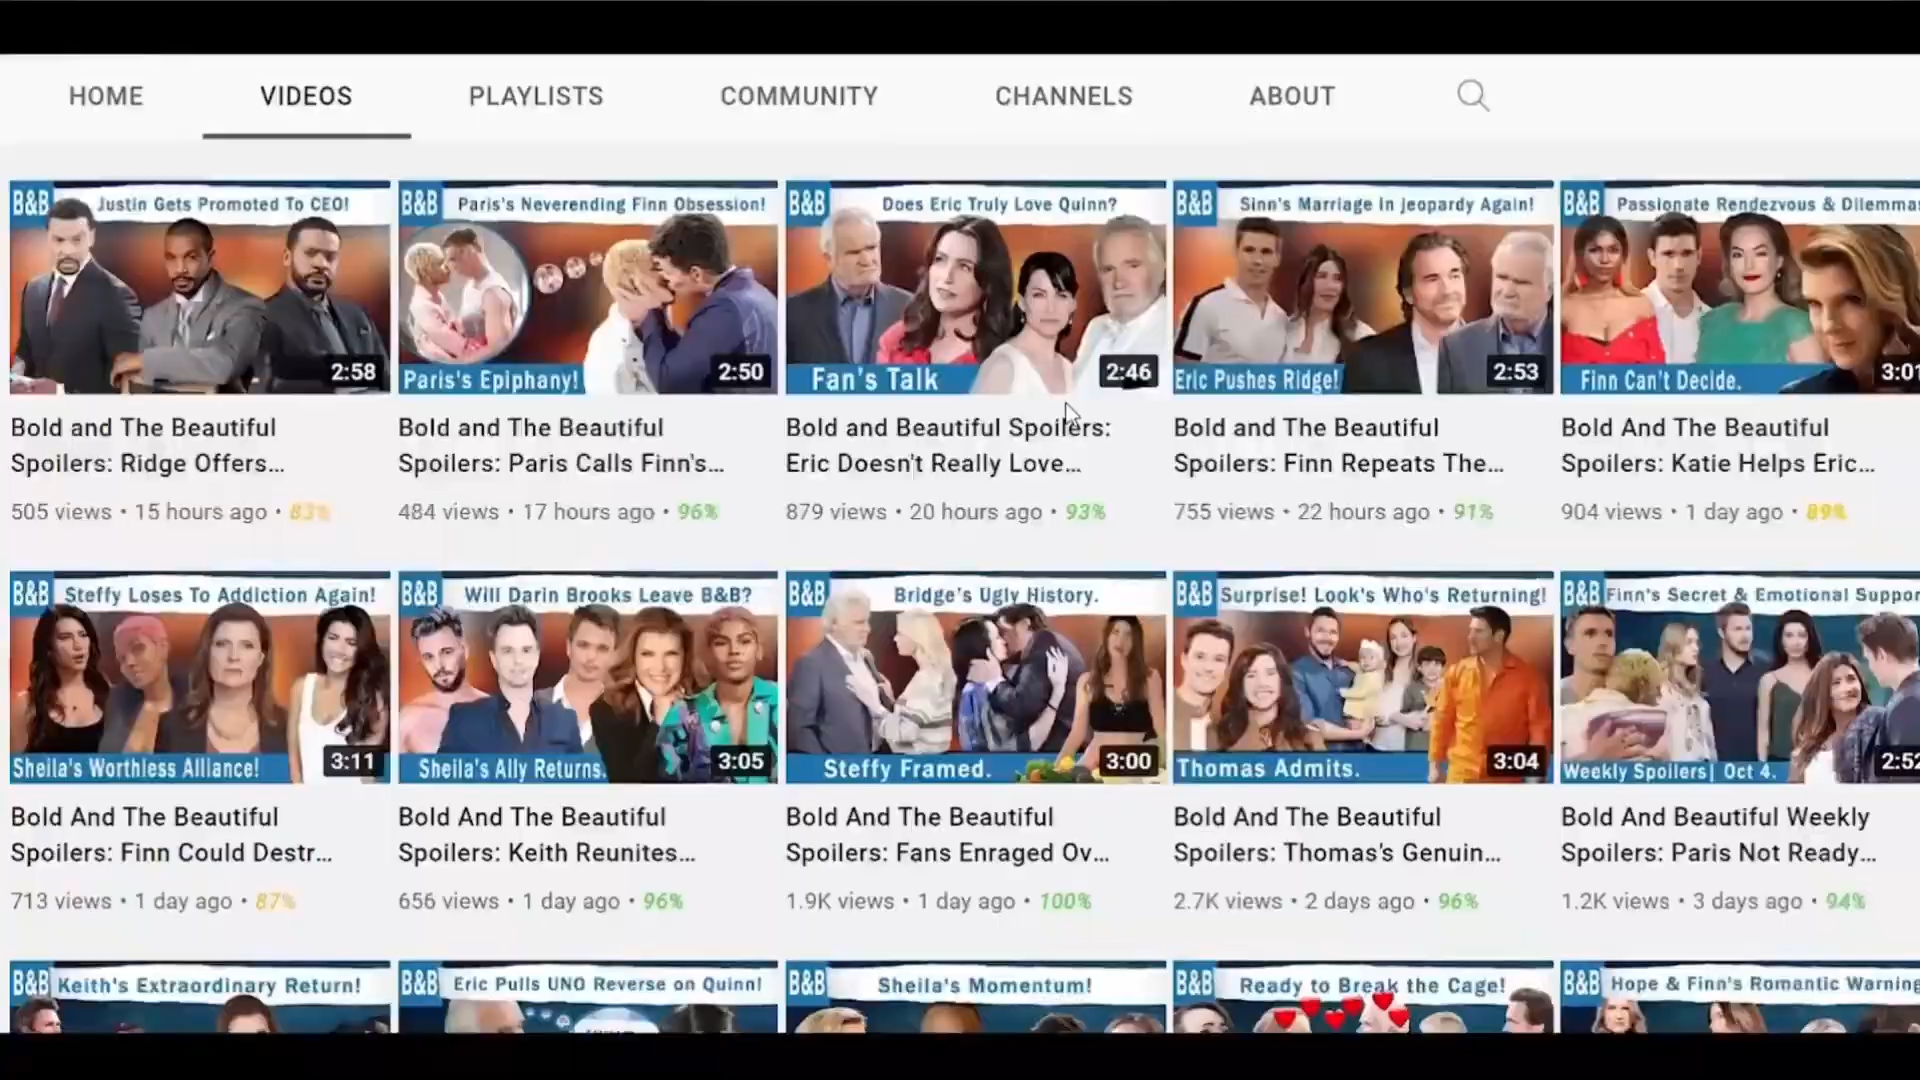 HOME VIDEOS PLAYLISTS COMMUNITY CHANNELS ABOUT
B&B Justin Gets Promoted To CEO!
2:58
B&B Paris's Neverending Finn Obsession!
Paris's Epiphany!
2:50
B&B Does Eric Truly Love Quinn?
Fan's Talk
2:46
B&B Sinn's Marriage in Jeopardy Again!
Eric Pushes Ridge!
2:53
B&B Passionate Rendezvous & Dilemmas
Finn Can't Decide.
3:01
Bold and The Beautiful
Spoilers: Ridge Offers...
505 views • 15 hours ago • 83%
Bold and The Beautiful
Spoilers: Paris Calls Finn's...
484 views • 17 hours ago • 96%
Bold and Beautiful Spoilers:
Eric Doesn't Really Love...
879 views • 20 hours ago • 93%
Bold and The Beautiful
Spoilers: Finn Repeats The...
755 views • 22 hours ago • 91%
Bold And The Beautiful
Spoilers: Katie Helps Eric...
904 views • 1 day ago • 89%
B&B Steffy Loses To Addiction Again!
Sheila's Worthless Alliance!
3:11
B&B Will Darin Brooks Leave B&B?
Sheila's Ally Returns.
3:05
B&B Bridge's Ugly History.
Steffy Framed.
3:00
B&B Surprise! Look's Who's Returning!
Thomas Admits.
3:04
B&B Finn's Secret & Emotional Suppor
Weekly Spoilers| Oct 4.
2:52
Bold And The Beautiful
Spoilers: Finn Could Destr...
713 views • 1 day ago • 87%
Bold And The Beautiful
Spoilers: Keith Reunites...
656 views • 1 day ago • 96%
Bold And The Beautiful
Spoilers: Fans Enraged Ov...
1.9K views • 1 day ago • 100%
Bold And The Beautiful
Spoilers: Thomas's Genuin...
2.7K views • 2 days ago • 96%
Bold And Beautiful Weekly
Spoilers: Paris Not Ready...
1.2K views • 3 days ago • 94%
B&B Keith's Extraordinary Return!
B&B Eric Pulls UNO Reverse on Quinn!
B&B Sheila's Momentum!
B&B Ready to Break the Cage!
B&B Hope & Finn's Romantic Warning